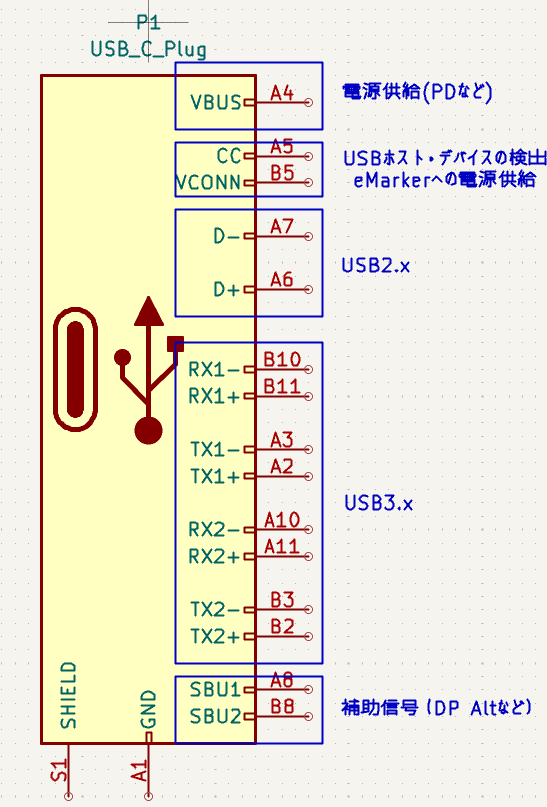 P1
USB_C_Plug
VBUS A4 電源供給(PDなど)
CC A5 USBホスト・デバイスの検出
VCONN B5 eMarkerへの電源供給
D- A7
USB2.x
D+ A6
RX1- B10
RX1+ B11
TX1- A3
TX1+ A2
USB3.x
RX2- A10
RX2+ A11
TX2- B3
TX2+ B2
SBU1 A8
SBU2 B8 補助信号(DP Altなど)
SHIELD
GND
S1
A1